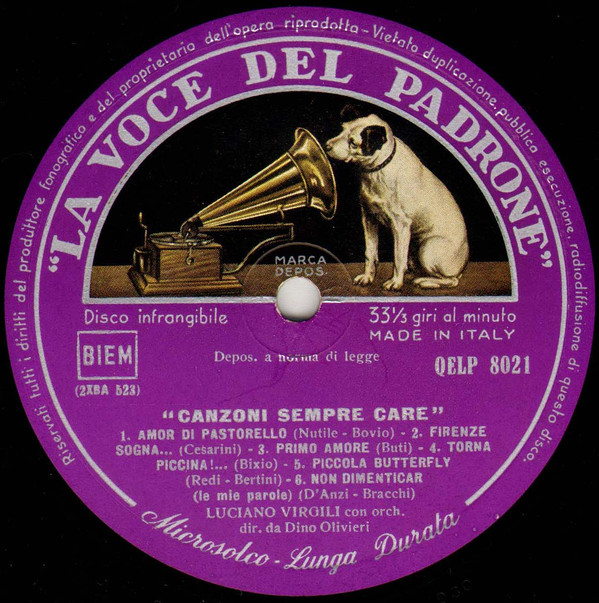 Riservati tutti i diritti del produttore fonografico e del proprietario dell'opera riprodotta - Vietato duplicazione, pubblica esecuzione, radiodiffusione di questo disco.
"LA VOCE DEL PADRONE"
MARCA
DEPOS.
Disco infrangibile
33⅓ giri al minuto
MADE IN ITALY
BIEM
Depos. a norma di legge
QELP 8021
(2XBA 523)
"CANZONI SEMPRE CARE"
1. AMOR DI PASTORELLO (Nutile - Bovio) - 2. FIRENZE
SOGNA... (Cesarini) - 3. PRIMO AMORE (Buti) - 4. TORNA
PICCINA!... (Bixio) - 5. PICCOLA BUTTERFLY
(Redi - Bertini) - 6. NON DIMENTICAR
(le mie parole) (D'Anzi - Bracchi)
LUCIANO VIRGILI con orch.
dir. da Dino Olivieri
Microsolco - Lunga Durata